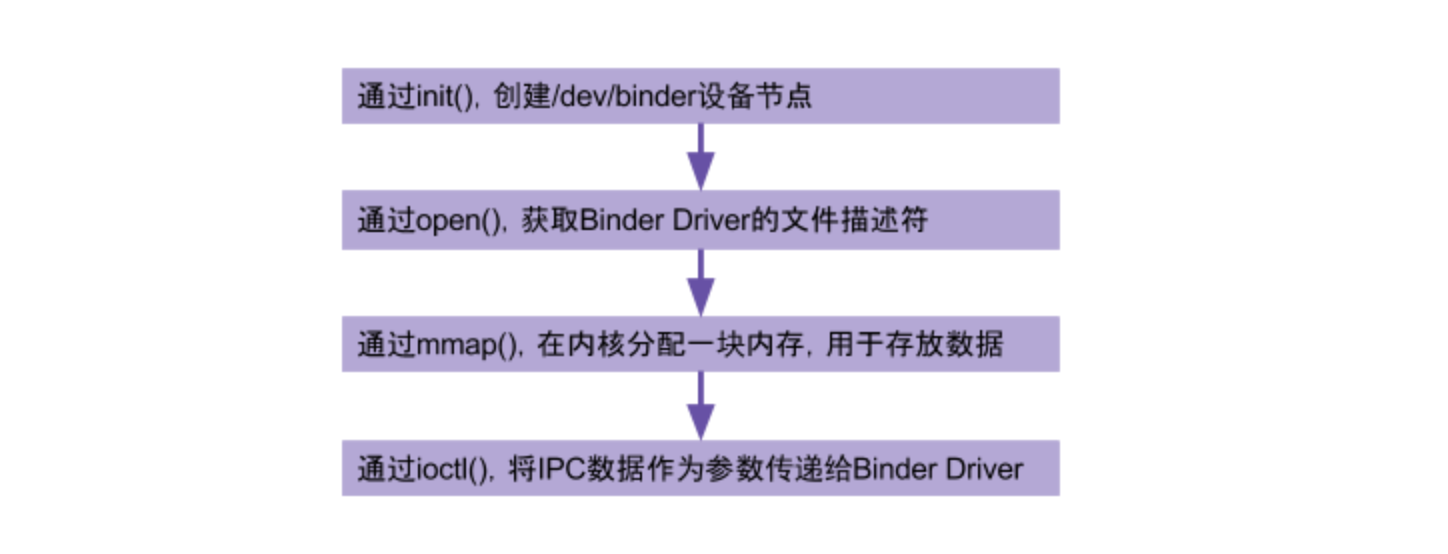 通过init(), 创建/dev/binder设备节点
通过open(), 获取Binder Driver的文件描述符
通过mmap(), 在内核分配一块内存, 用于存放数据
通过ioctl(), 将IPC数据作为参数传递给Binder Driver